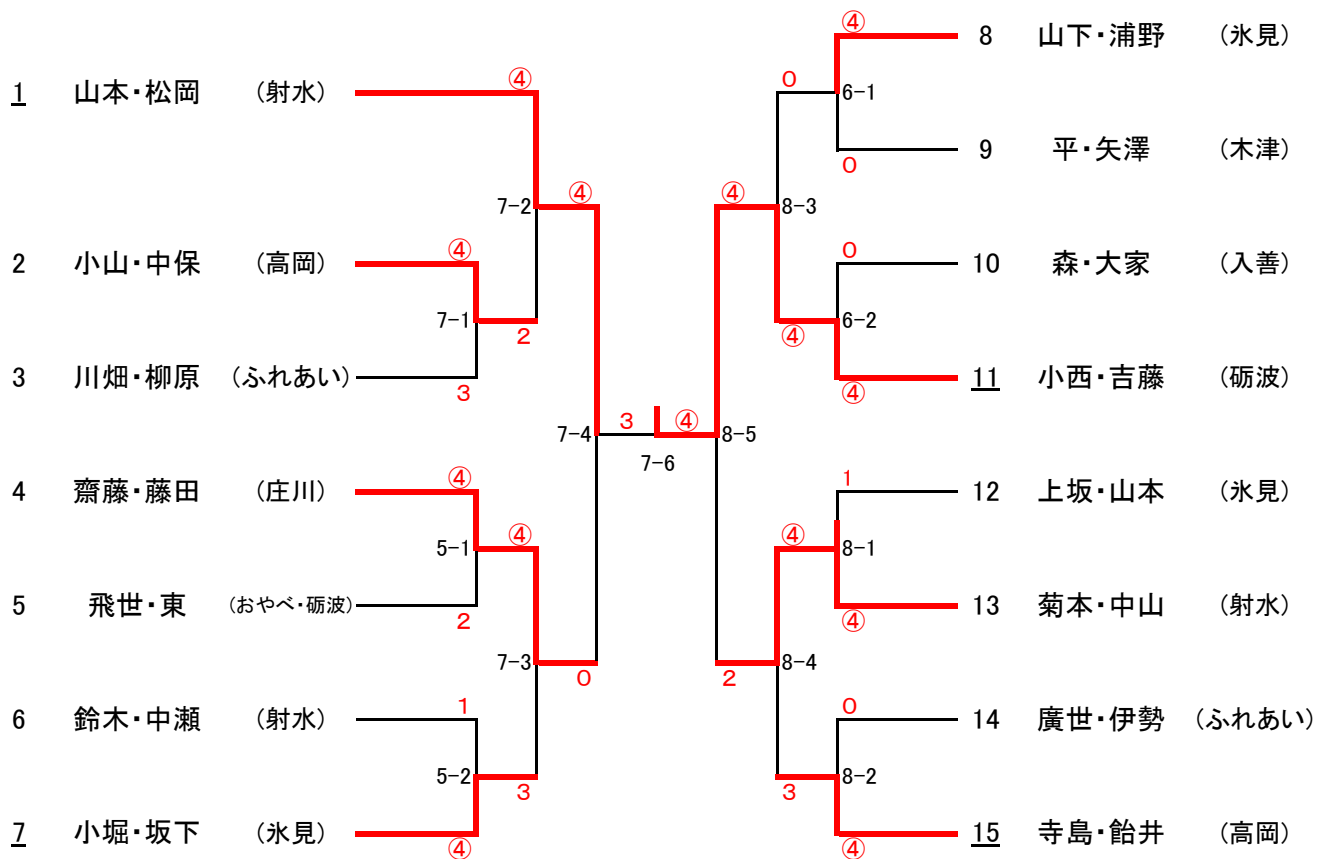 ④
8 山下・浦野 (氷見)
1 山本・松岡 (射水) ④
0
6-1
9 平・矢澤 (木津)
0
7-2 ④
④ 8-3
2 小山・中保 (高岡) ④
0
10 森・大家 (入善)
7-1 2
④ 6-2
3 川畑・柳原 (ふれあい) 3
④
11 小西・吉藤 (砺波)
7-4 3 ④ 8-5
7-6
4 齋藤・藤田 (庄川) ④
1
12 上坂・山本 (氷見)
5-1 ④
④ 8-1
5 飛世・東 (おやべ・砺波) 2
④
13 菊本・中山 (射水)
7-3 0
2 8-4
6 鈴木・中瀬 (射水) 1
0
14 廣世・伊勢 (ふれあい)
5-2 3
3 8-2
7 小堀・坂下 (氷見) ④
④
15 寺島・飴井 (高岡)